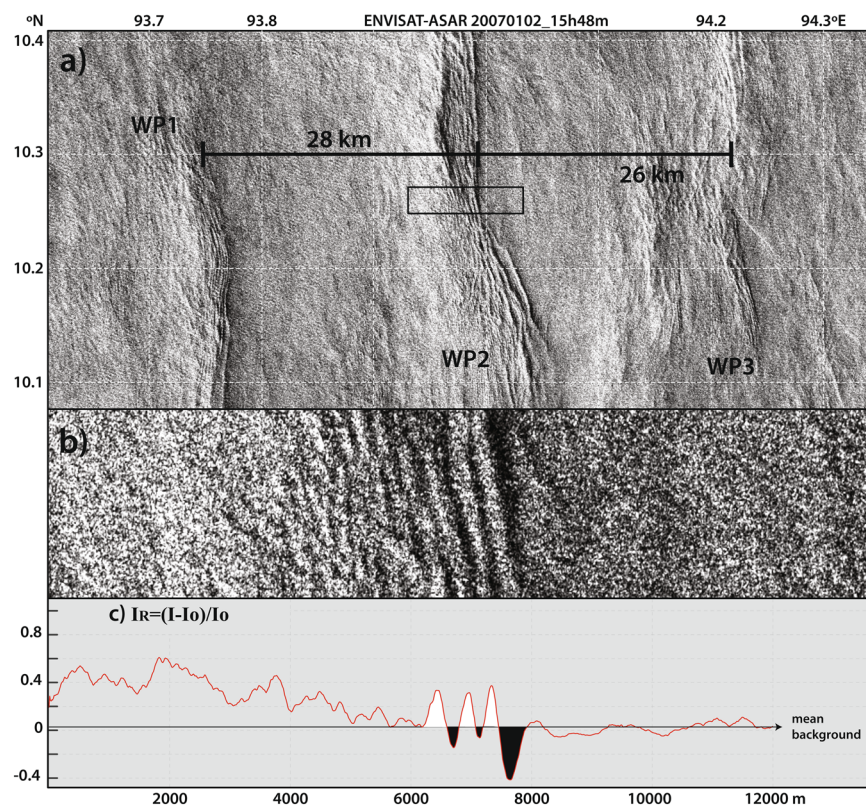 ºN 93.7 93.8 ENVISAT-ASAR 20070102_15h48m 94.2 94.3ºE
10.4
a)
WP1
28 km
10.3
26 km
10.2
WP2
WP3
10.1
b)
c) IR=(I-Io)/Io
0.8
0.4
0
mean
background
-0.4
2000 4000 6000 8000 10000 12000 m